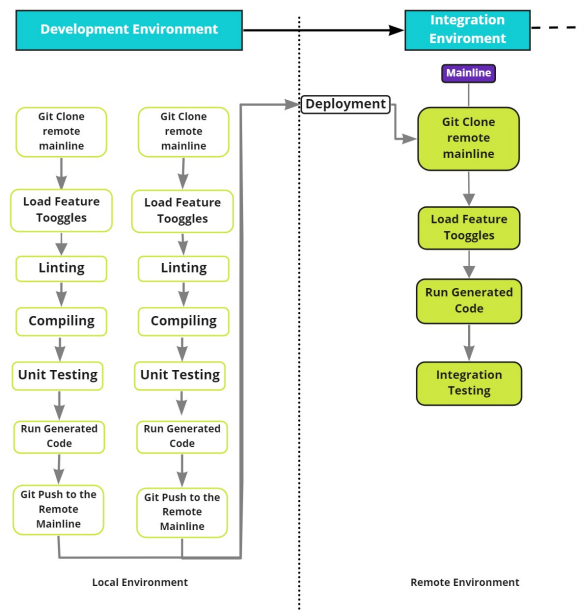 Development Environment
Integration
Enviroment
Mainline
Deployment
Git Clone
remote
mainline
Load Feature
Tooggles
Linting
Compiling
Unit Testing
Run Generated
Code
Git Push to the
Remote
Mainline
Git Clone
remote
mainline
Load Feature
Tooggles
Linting
Compiling
Unit Testing
Run Generated
Code
Git Push to the
Remote
Mainline
Git Clone
remote
mainline
Load Feature
Tooggles
Run Generated
Code
Integration
Testing
Local Environment
Remote Environment